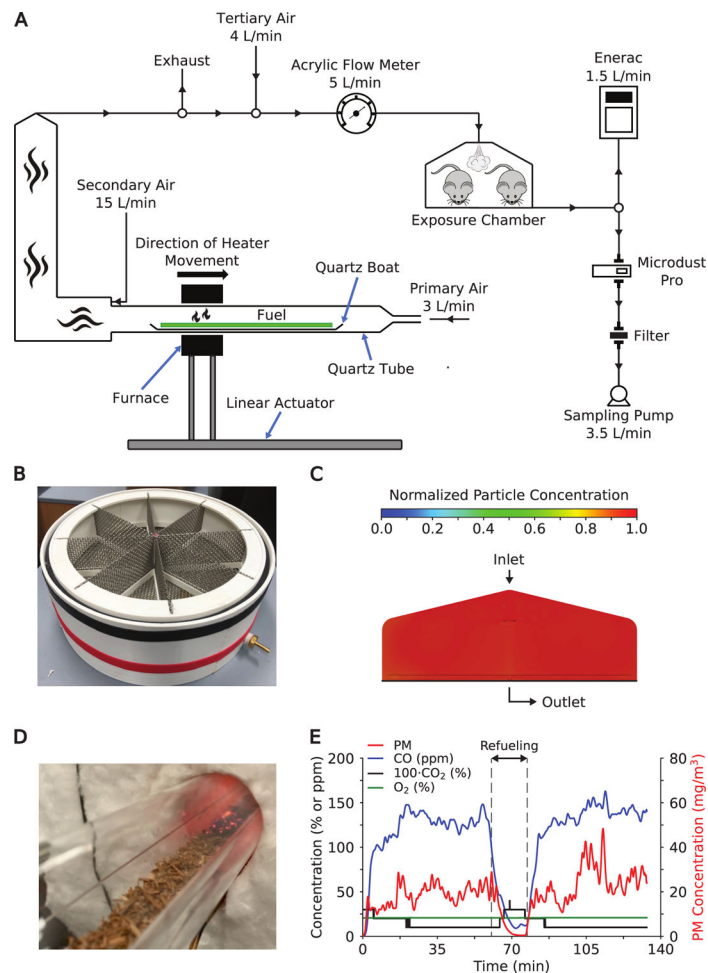 A
Tertiary Air
4 L/min
Exhaust
Acrylic Flow Meter
5 L/min
Enerac
1.5 L/min
Secondary Air
15 L/min
Exposure Chamber
Direction of Heater
Movement
Quartz Boat
Primary Air
3 L/min
Microdust
Pro
Fuel
Filter
Quartz Tube
Furnace
Linear Actuator
Sampling Pump
3.5 L/min
B
C
Normalized Particle Concentration
0.0 0.2 0.4 0.6 0.8 1.0
Inlet
Outlet
D
E
PM
CO (ppm)
100·CO₂ (%)
O₂ (%)
Refueling
Concentration (% or ppm)
200
150
100
50
0
PM Concentration (mg/m³)
80
60
40
20
0
0 35 70 105 140
Time (min)